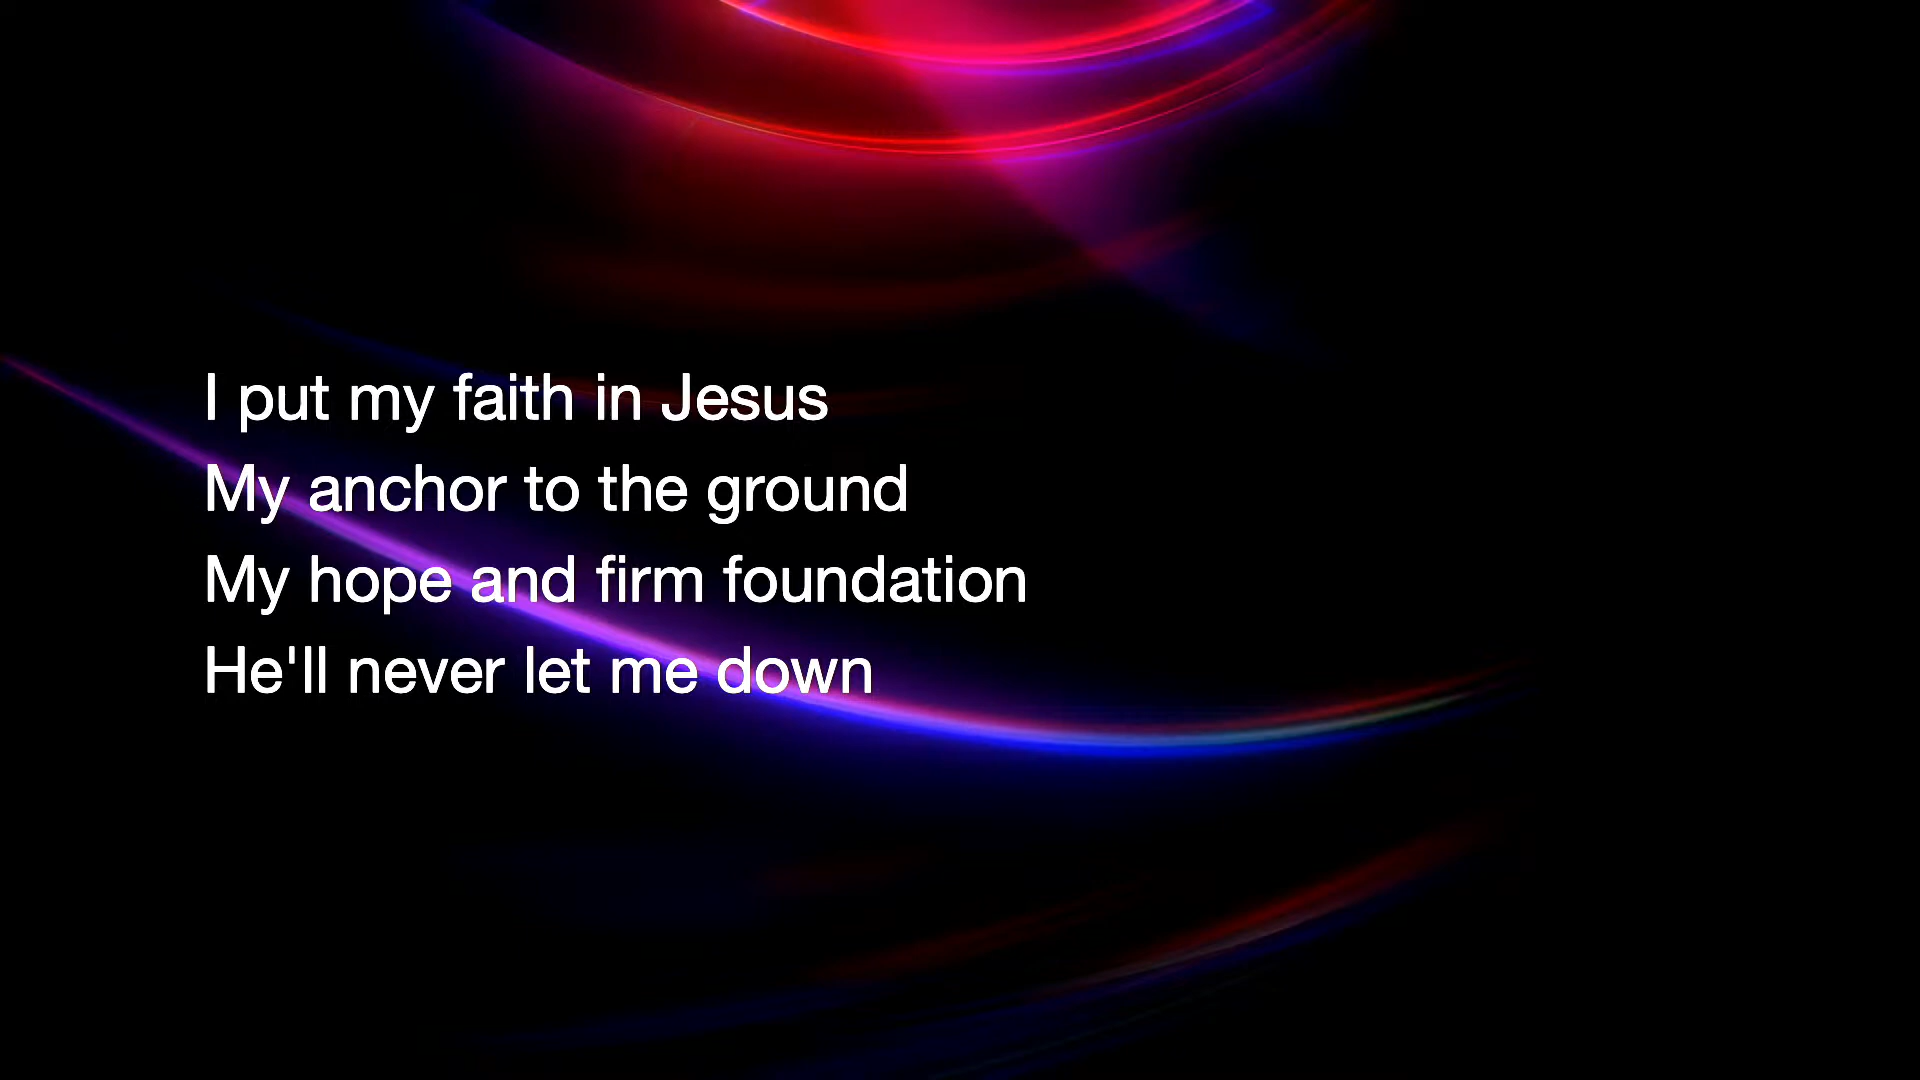 I put my faith in Jesus
My anchor to the ground
My hope and firm foundation
He'll never let me down